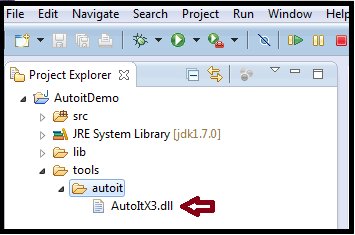 File Edit Navigate Search Project Run Window Help
Project Explorer
AutoitDemo
src
JRE System Library [jdk1.7.0]
lib
tools
autoit
AutoItX3.dll